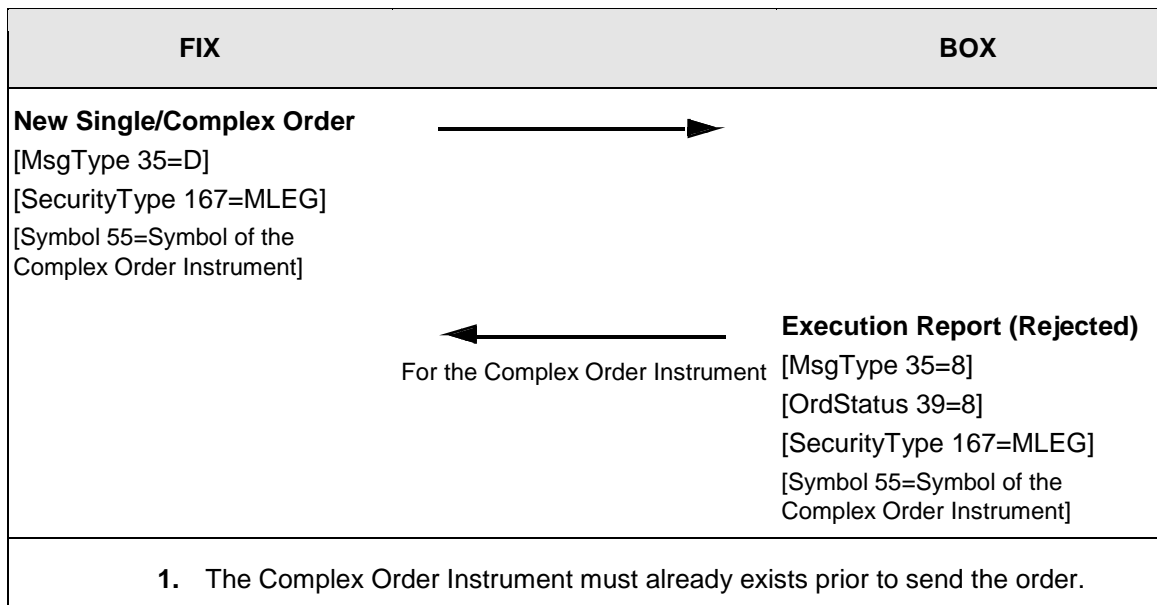 FIX
BOX
New Single/Complex Order
[MsgType 35=D]
[SecurityType 167=MLEG]
[Symbol 55=Symbol of the
Complex Order Instrument]
Execution Report (Rejected)
For the Complex Order Instrument
[MsgType 35=8]
[OrdStatus 39=8]
[SecurityType 167=MLEG]
[Symbol 55=Symbol of the
Complex Order Instrument]
1. The Complex Order Instrument must already exists prior to send the order.